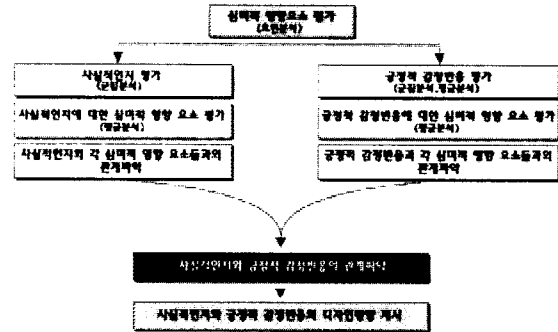 심미적 영향요소 평가
(요인분석)
사실적인지 평가
(군집분석)
긍정적 감정반응 평가
(군집분석,평균분석)
사실적인지에 대한 심미적 영향 요소 평가
(평균분석)
긍정적 감정반응에 대한 심미적 영향 요소 평가
(평균분석)
사실적인지와 각 심미적 영향 요소들과의
관계파악
긍정적 감정반응과 각 심미적 영향 요소들과의
관계파악
사실적인지와 긍정적 감정반응의 관계파악
사실적인지와 긍정적 감정반응의 디자인방향 제시